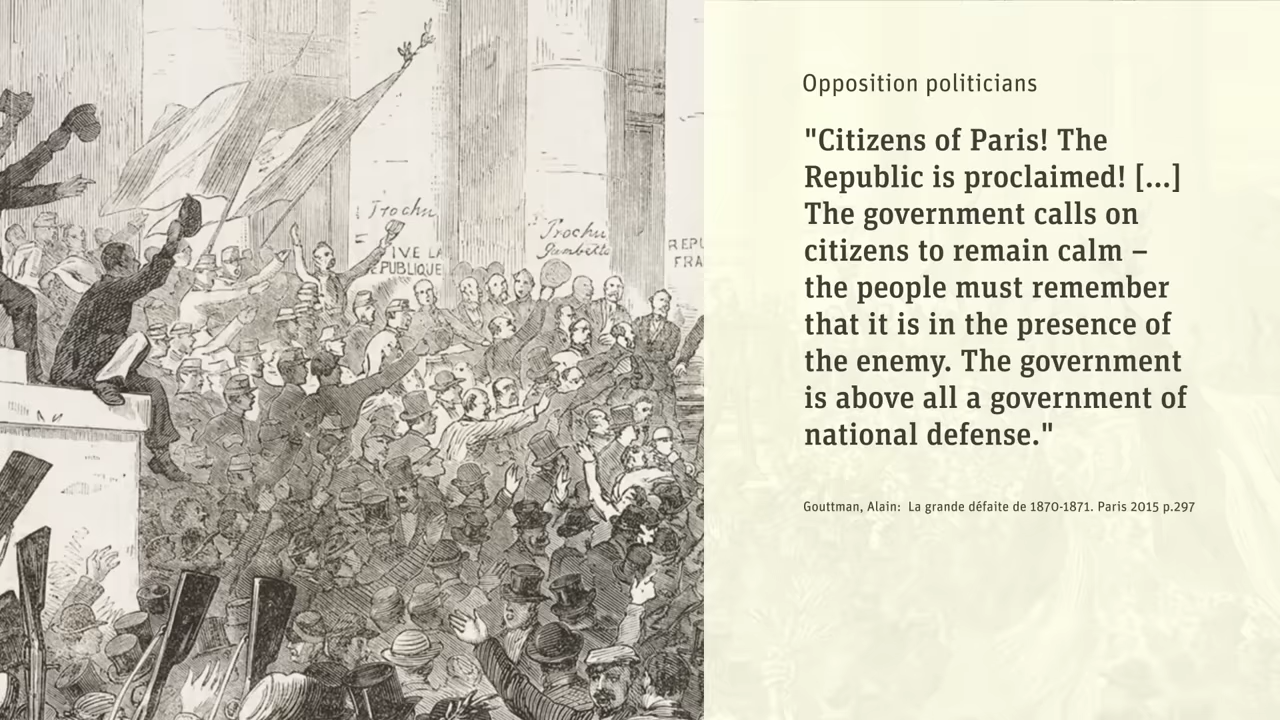 Trochu
VIVE LA
REPUBLIQUE
Trochu
Gambetta
REPU
FRA
Opposition politicians
"Citizens of Paris! The
Republic is proclaimed! [...]
The government calls on
citizens to remain calm –
the people must remember
that it is in the presence of
the enemy. The government
is above all a government of
national defense."
Gouttman, Alain: La grande défaite de 1870-1871. Paris 2015 p.297